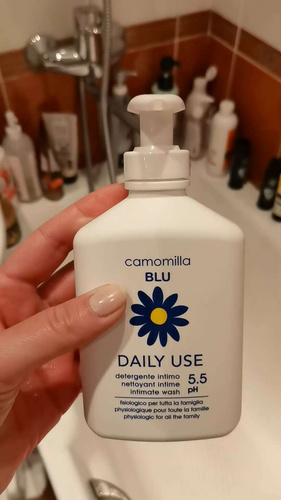 camomilla
BLU
DAILY USE
detergente intimo
nettoyant intime
intimate wash
5.5
pH
fisiologico per tutta la famiglia
physiologique pour toute la famille
physiologic for all the family